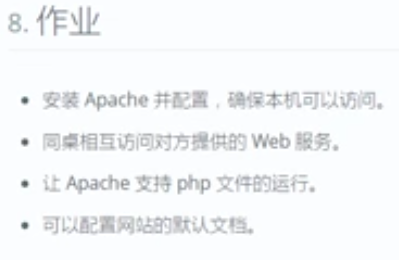 8. 作业
安装 Apache 并配置，确保本机可以访问。
同桌相互访问对方提供的 Web 服务。
让 Apache 支持 php 文件的运行。
可以配置网站的默认文档。